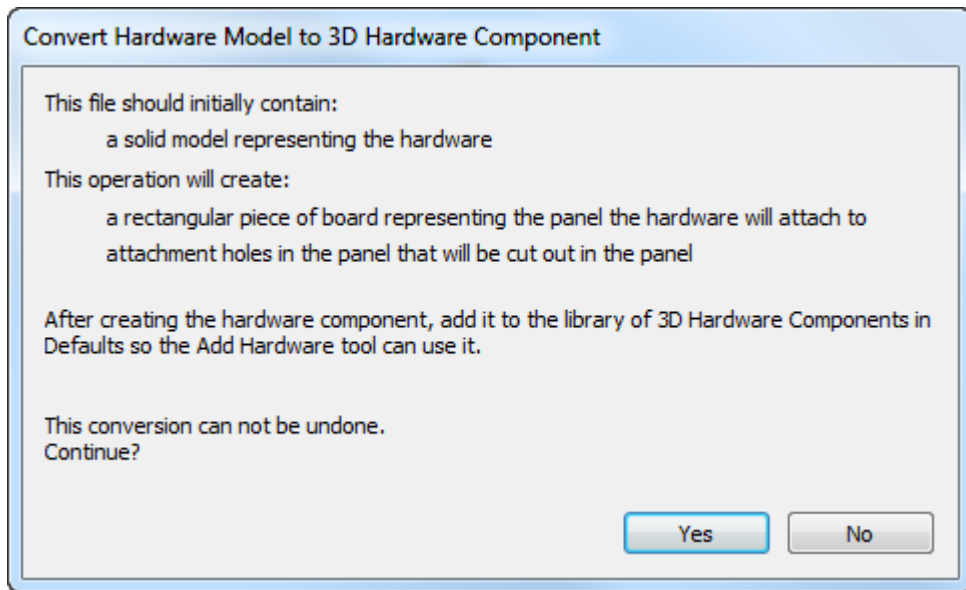 Convert Hardware Model to 3D Hardware Component
This file should initially contain:
a solid model representing the hardware
This operation will create:
a rectangular piece of board representing the panel the hardware will attach to
attachment holes in the panel that will be cut out in the panel
After creating the hardware component, add it to the library of 3D Hardware Components in
Defaults so the Add Hardware tool can use it.
This conversion can not be undone.
Continue?
Yes No